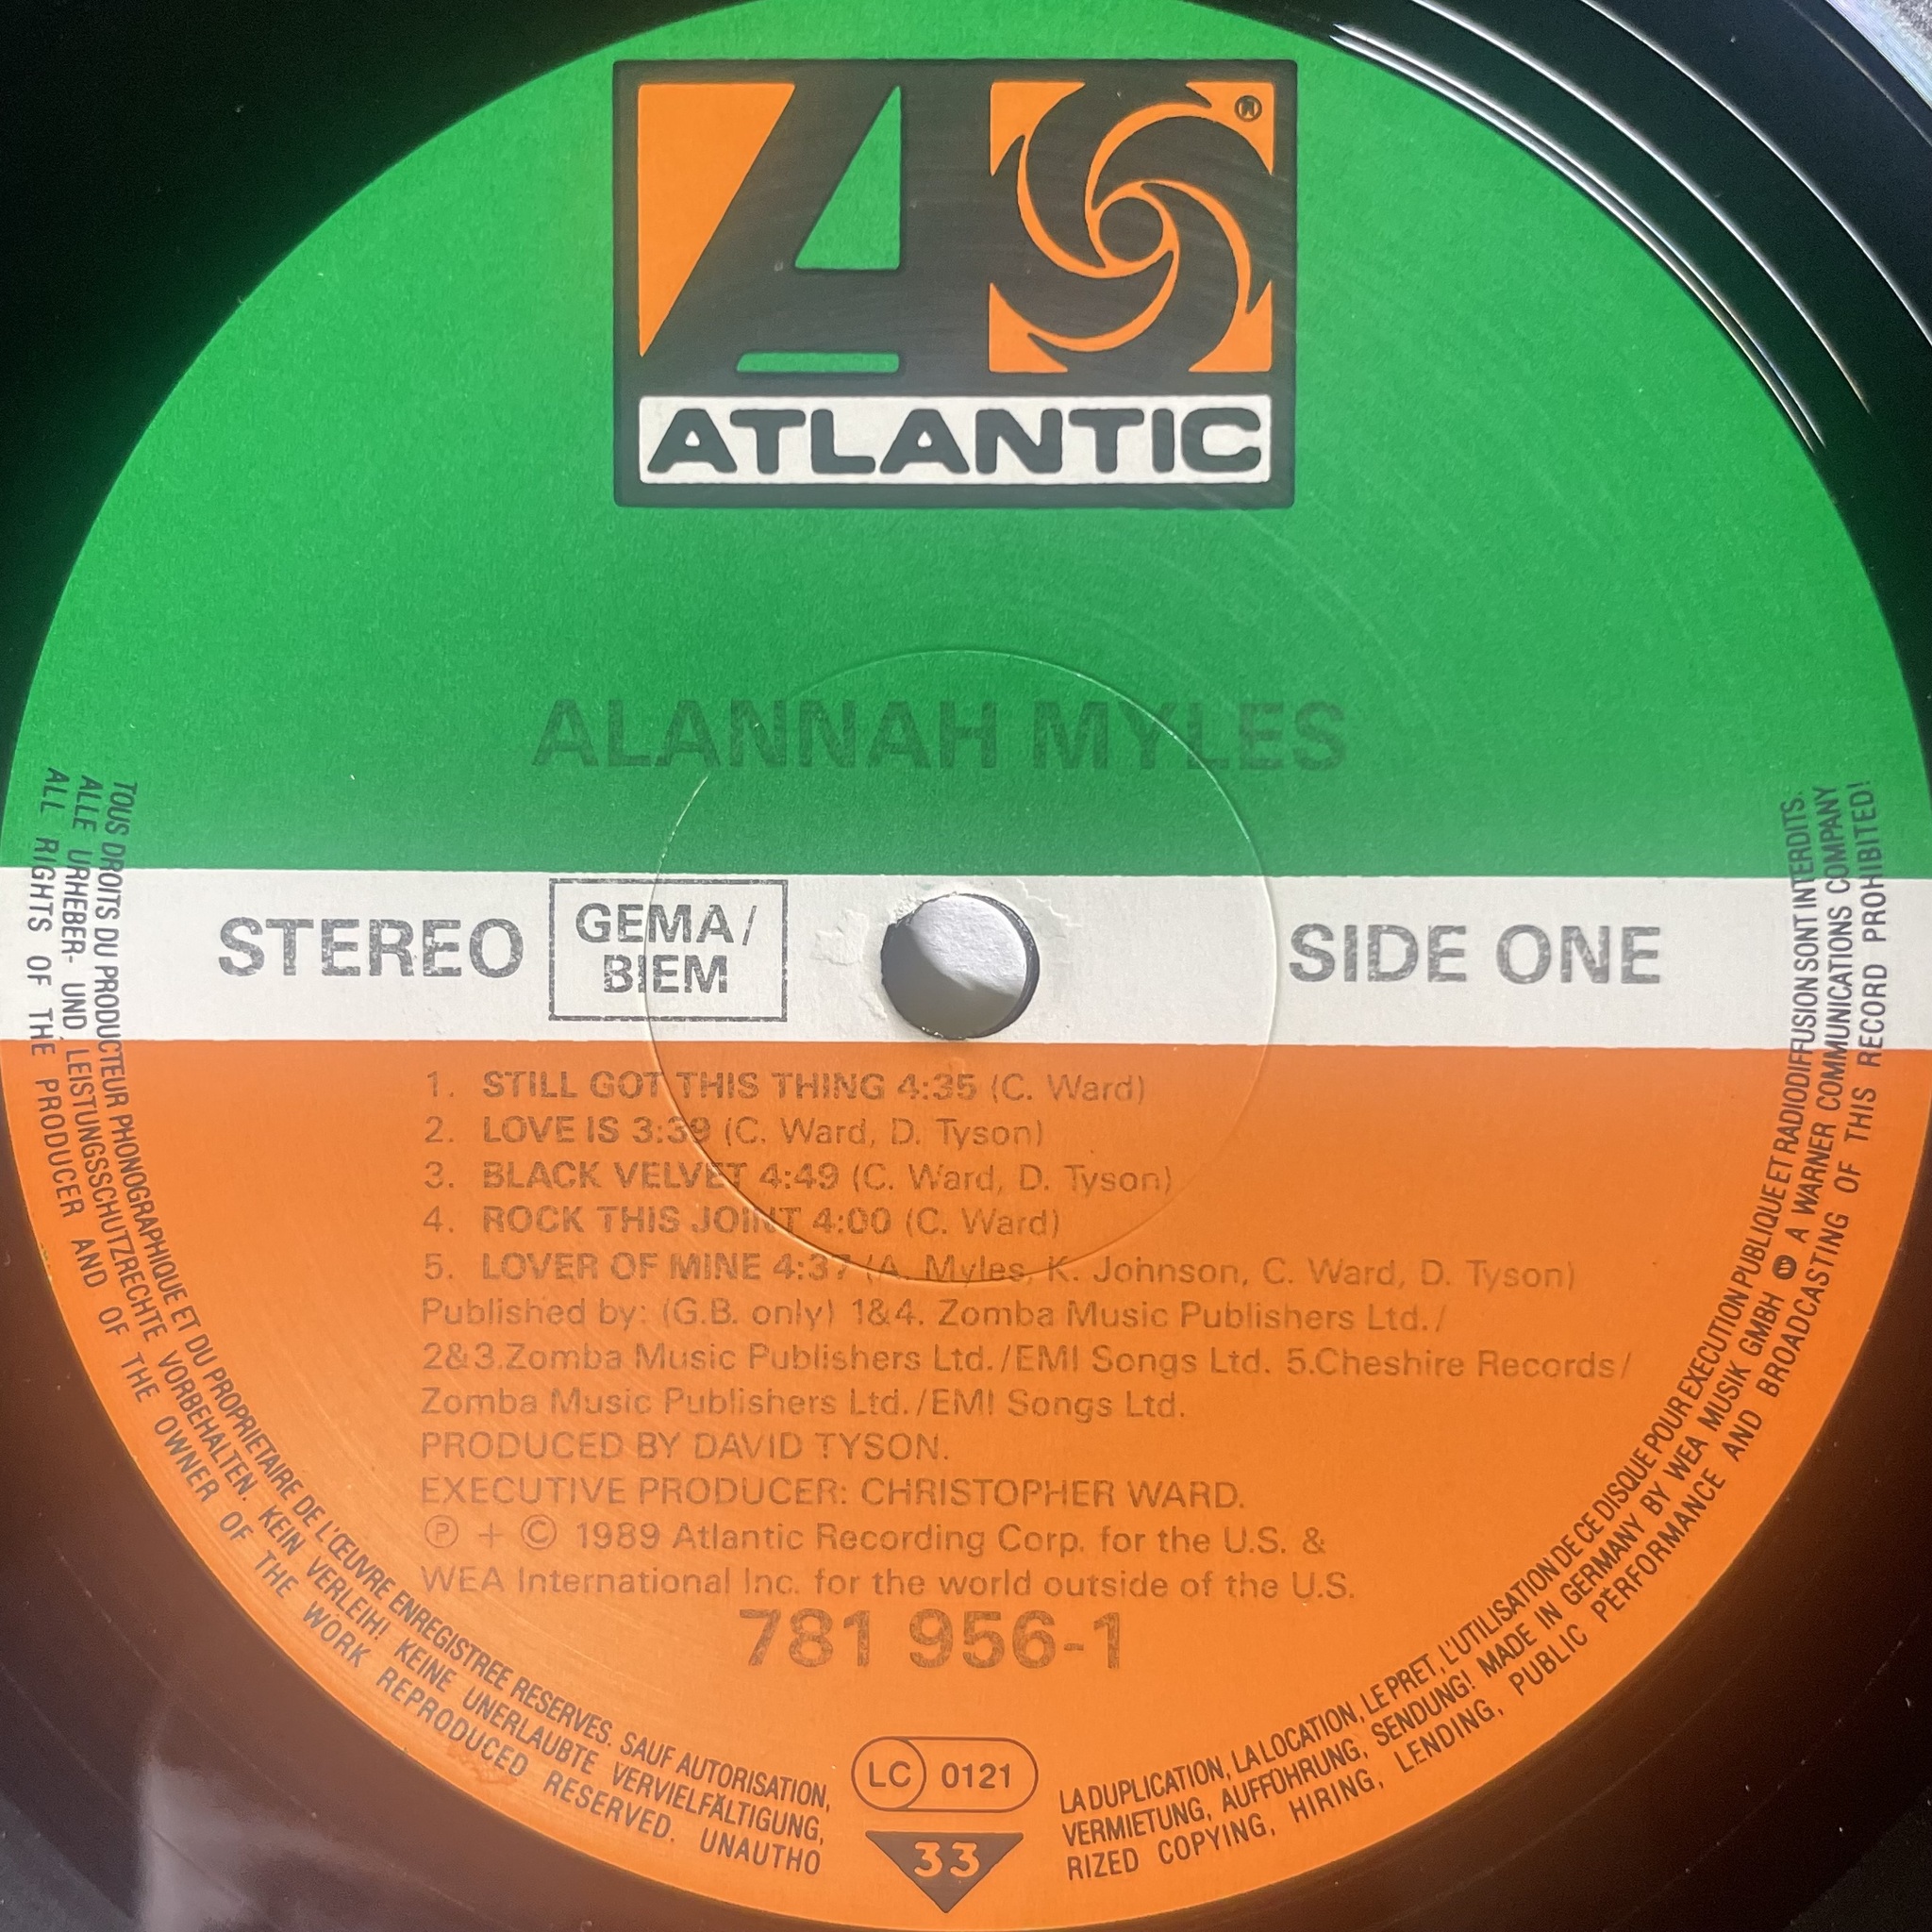 ®
ATLANTIC
ALANNAH MYLES
STEREO
GEMA/
BIEM
SIDE ONE
1. STILL GOT THIS THING 4:35 (C. Ward)
2. LOVE IS 3:39 (C. Ward, D. Tyson)
3. BLACK VELVET 4:49 (C. Ward, D. Tyson)
4. ROCK THIS JOINT 4:00 (C. Ward)
5. LOVER OF MINE 4:37 (A. Myles, K. Johnson, C. Ward, D. Tyson)
Published by: (G.B. only) 1&4. Zomba Music Publishers Ltd./
2&3.Zomba Music Publishers Ltd./EMI Songs Ltd. 5.Cheshire Records/
Zomba Music Publishers Ltd./EMI Songs Ltd.
PRODUCED BY DAVID TYSON.
EXECUTIVE PRODUCER: CHRISTOPHER WARD.
Ⓟ + © 1989 Atlantic Recording Corp. for the U.S. &
WEA International Inc. for the world outside of the U.S.
781 956-1
LC 0121
33
TOUS DROITS DU PRODUCTEUR PHONOGRAPHIQUE ET DU PROPRIETAIRE DE L'ŒUVRE ENREGISTREE RESERVES. SAUF AUTORISATION, LA DUPLICATION, LA LOCATION, LE PRET, L'UTILISATION DE CE DISQUE POUR EXECUTION PUBLIQUE ET RADIODIFFUSION SONT INTERDITS.
ALLE URHEBER- UND LEISTUNGSSCHUTZRECHTE VORBEHALTEN. KEIN VERLEIH! KEINE UNERLAUBTE VERVIELFÄLTIGUNG, VERMIETUNG, AUFFÜHRUNG, SENDUNG! MADE IN GERMANY BY WEA MUSIK GMBH A WARNER COMMUNICATIONS COMPANY
ALL RIGHTS OF THE PRODUCER AND OF THE OWNER OF THE WORK REPRODUCED RESERVED. UNAUTHORIZED COPYING, HIRING, LENDING, PUBLIC PERFORMANCE AND BROADCASTING OF THIS RECORD PROHIBITED!